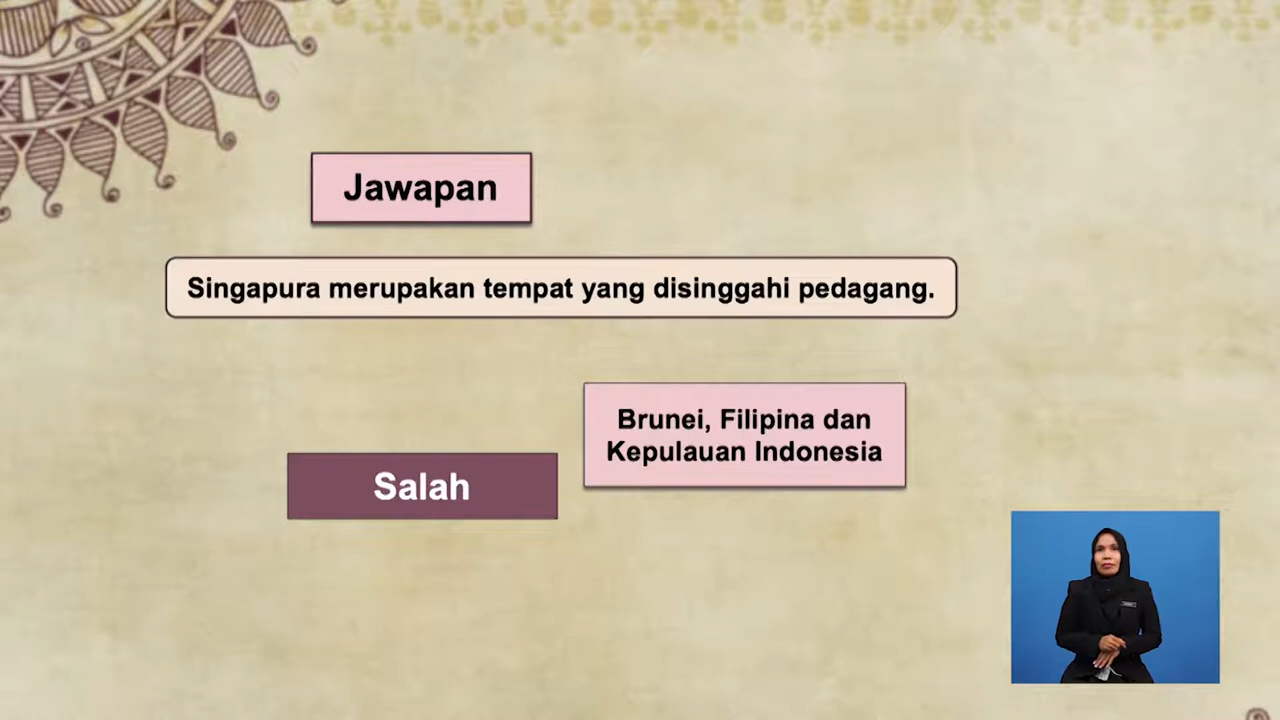 Jawapan
Singapura merupakan tempat yang disinggahi pedagang.
Brunei, Filipina dan
Kepulauan Indonesia
Salah